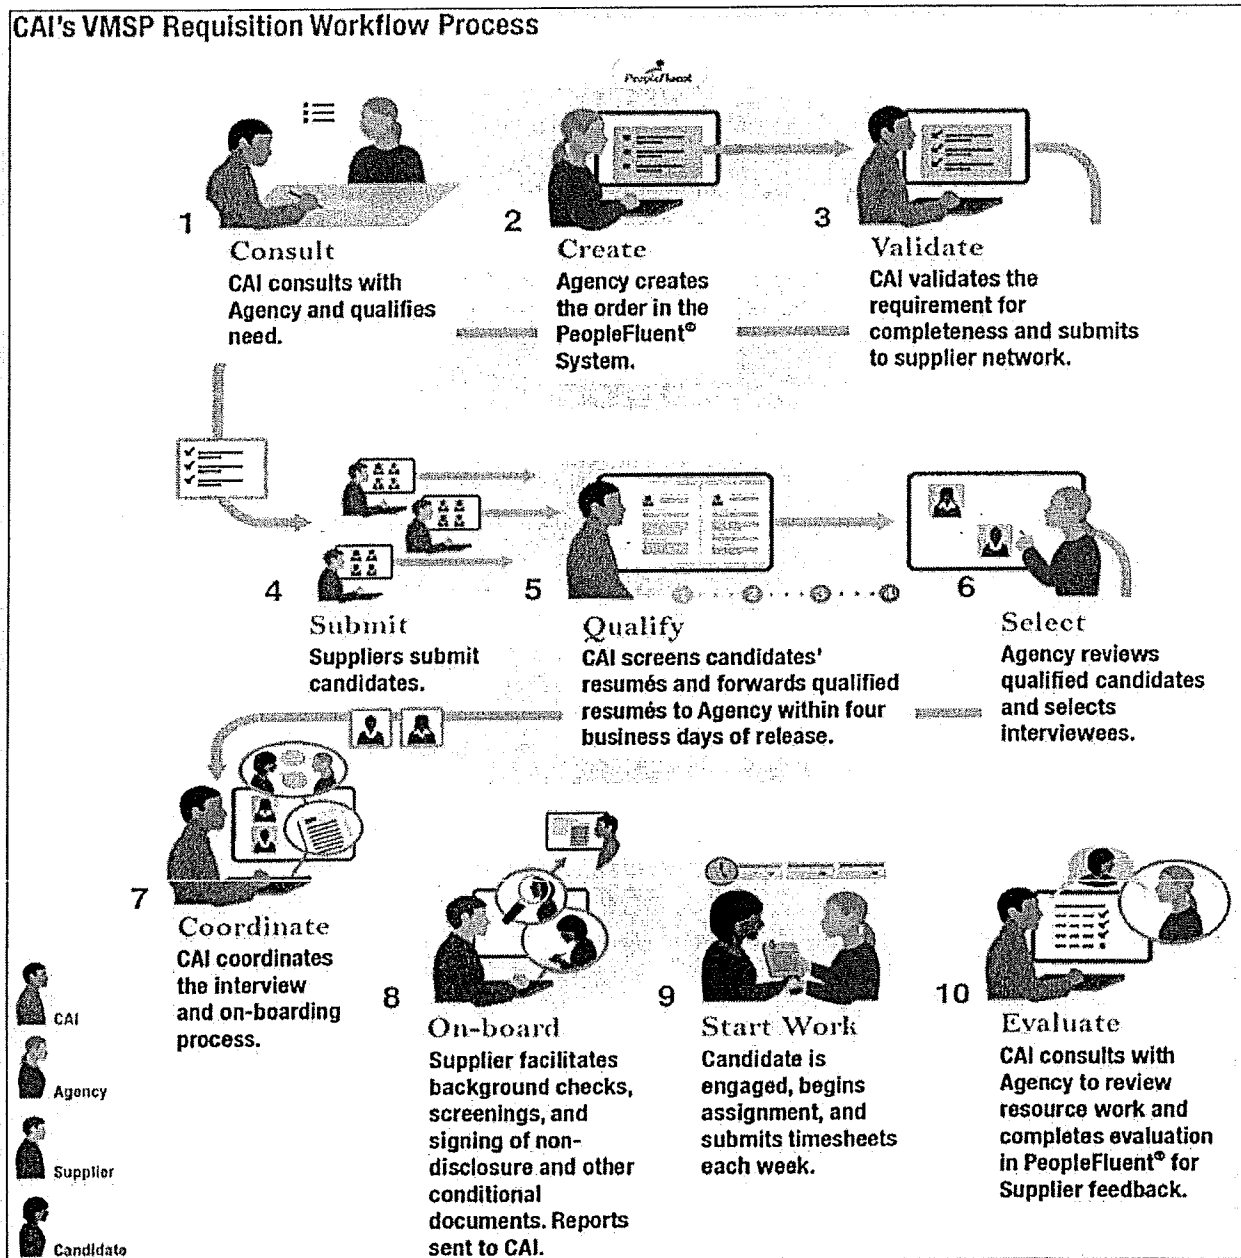 CAI's VMSP Requisition Workflow Process
PeopleFluent
1
Consult
CAI consults with
Agency and qualifies
need.
2
Create
Agency creates
the order in the
PeopleFluent®
System.
3
Validate
CAI validates the
requirement for
completeness and submits
to supplier network.
4
Submit
Suppliers submit
candidates.
5
1 2 3 4
Qualify
CAI screens candidates'
resumés and forwards qualified
resumés to Agency within four
business days of release.
6
Select
Agency reviews
qualified candidates
and selects
interviewees.
7
Coordinate
CAI coordinates
the interview
and on-boarding
process.
8
On-board
Supplier facilitates
background checks,
screenings, and
signing of non-
disclosure and other
conditional
documents. Reports
sent to CAI.
9
Start Work
Candidate is
engaged, begins
assignment, and
submits timesheets
each week.
10
Evaluate
CAI consults with
Agency to review
resource work and
completes evaluation
in PeopleFluent® for
Supplier feedback.
CAI
Agency
Supplier
Candidate